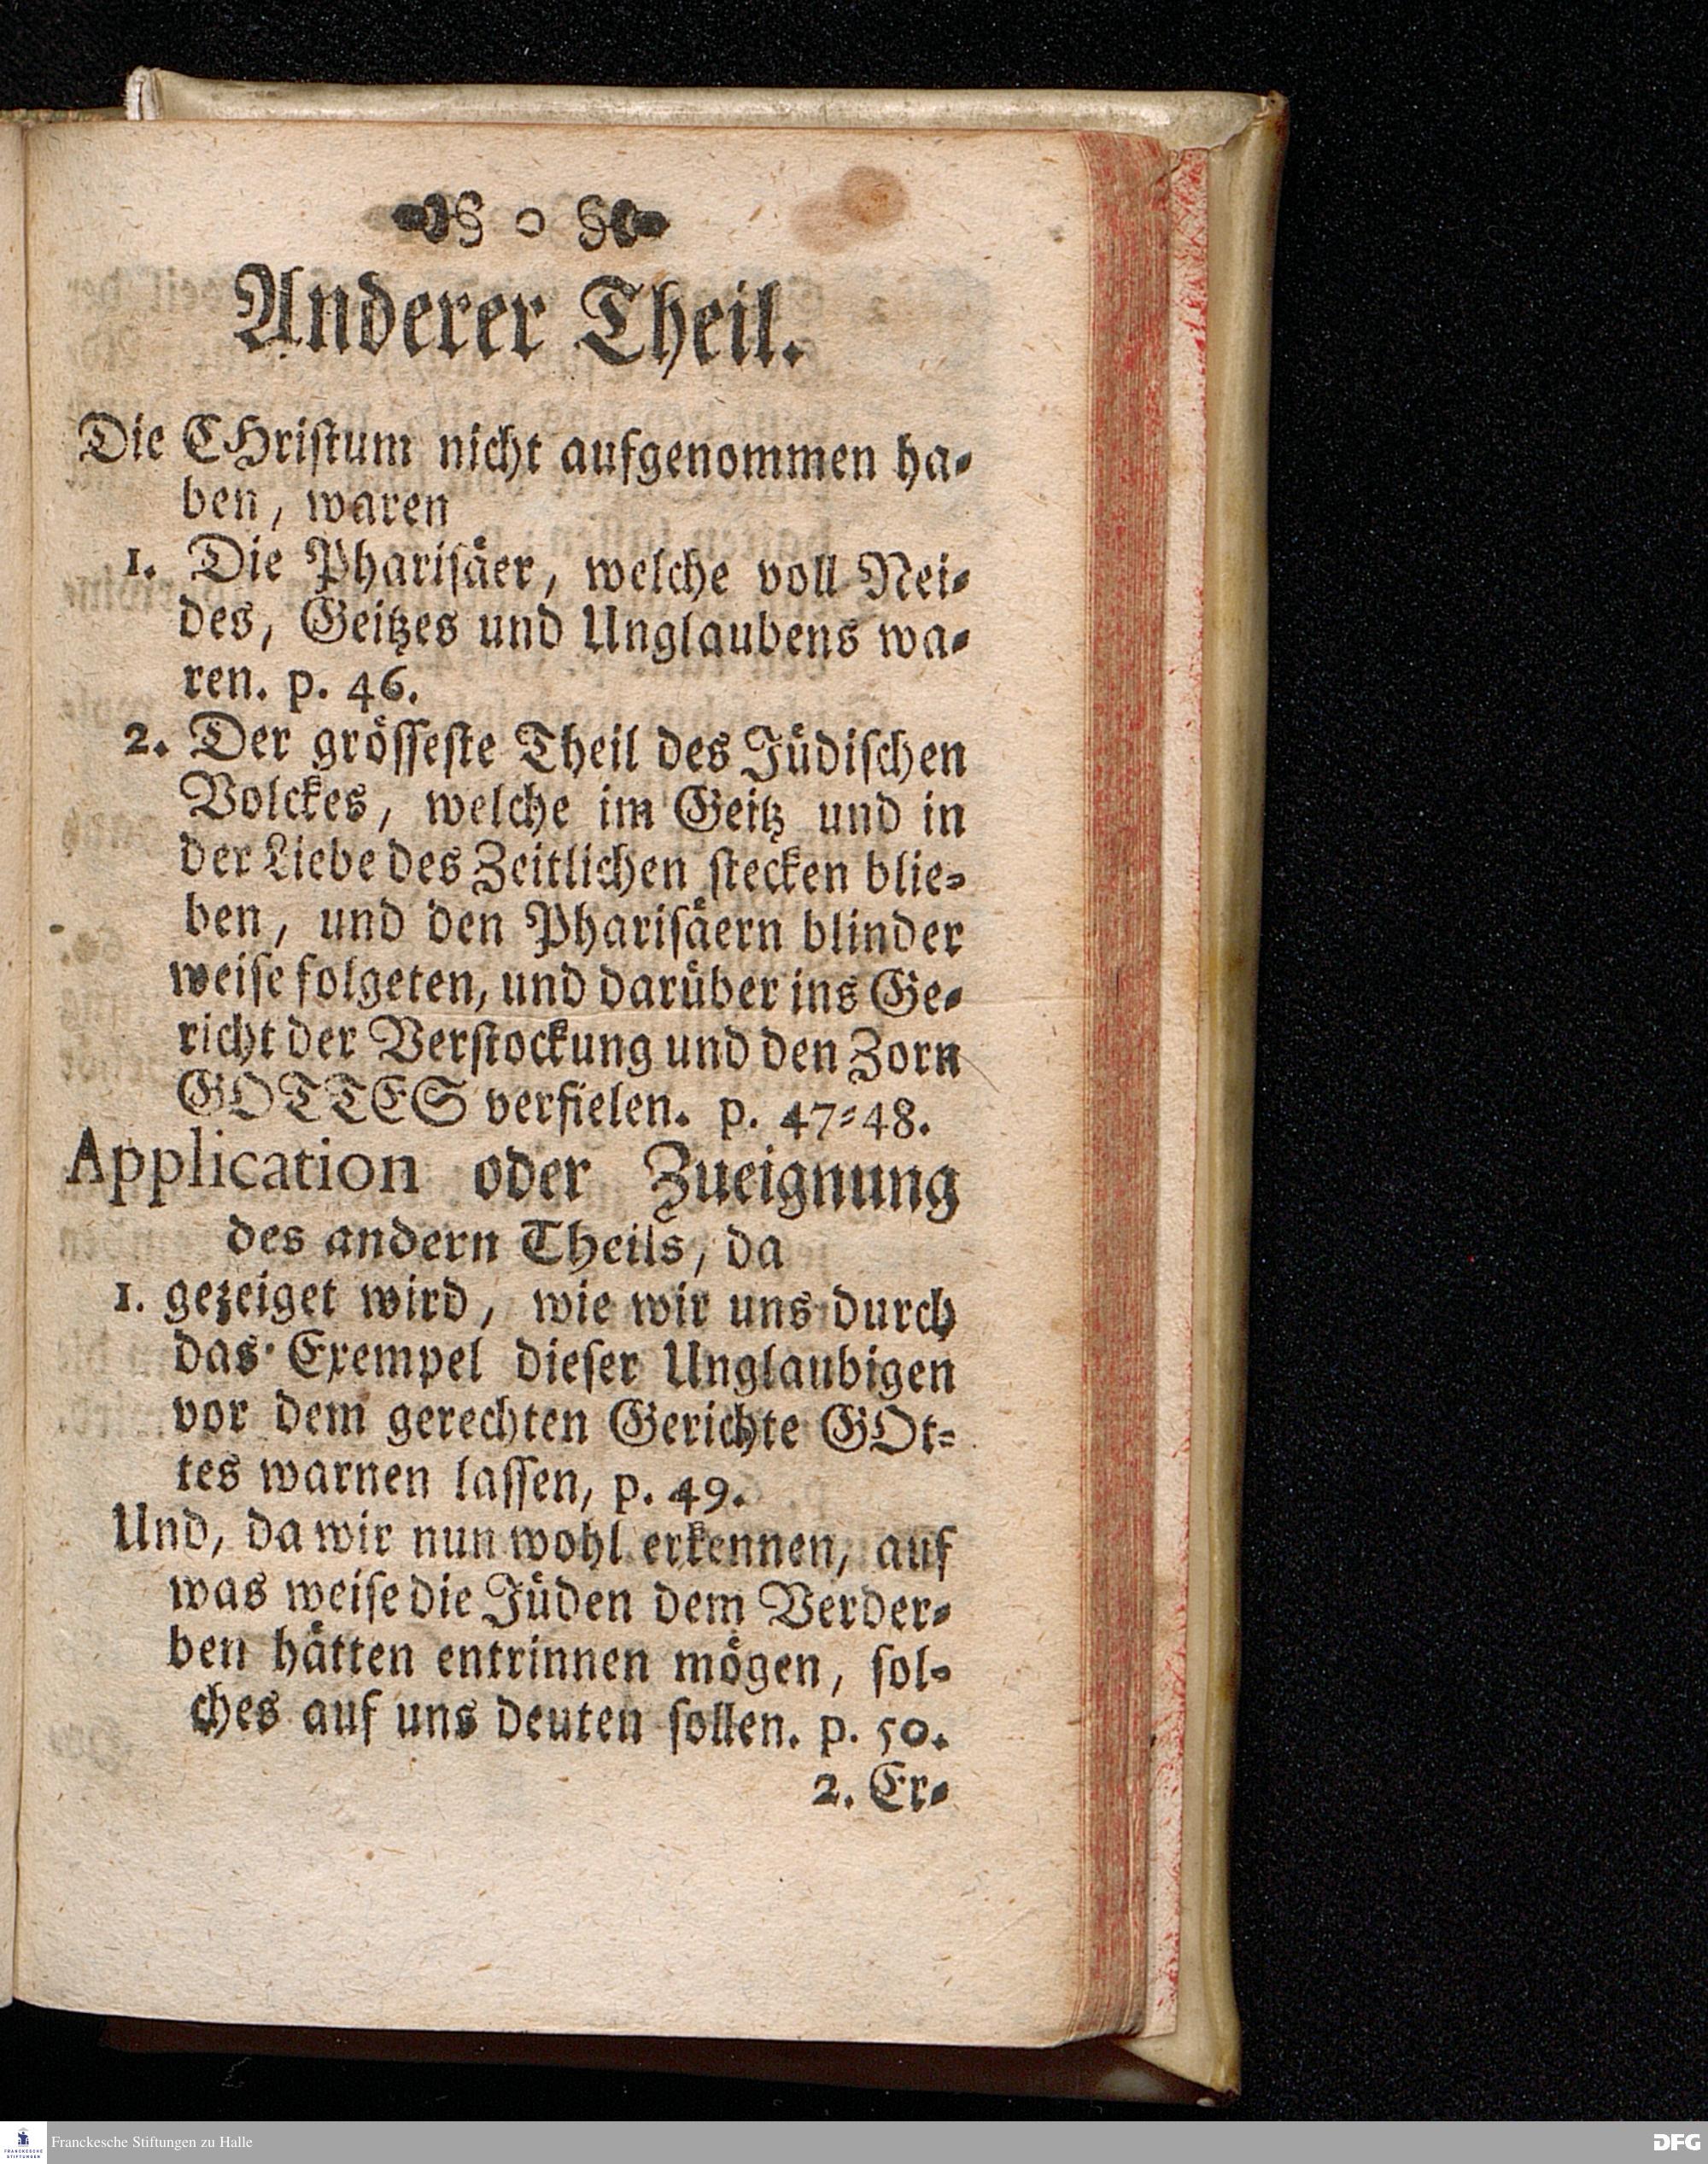 Anderer Theil.
Die CHristum nicht aufgenommen ha-
ben, waren
1. Die Pharisäer, welche voll Nei-
des, Geitzes und Unglaubens wa-
ren. p. 46.
2. Der grösseste Theil des Jüdischen
Volckes, welche im Geitz und in
der Liebe des Zeitlichen stecken blie-
ben, und den Pharisäern blinder
weise folgeten, und darüber ins Ge-
richt der Verstockung und den Zorn
GOTTES verfielen. p. 47-48.
Application oder Zueignung
des andern Theils, da
1. gezeiget wird, wie wir uns durch
das Exempel dieser Unglaubigen
vor dem gerechten Gerichte GOt-
tes warnen lassen, p. 49.
Und, da wir nun wohl erkennen, auf
was weise die Jüden dem Verder-
ben hätten entrinnen mögen, sol-
ches auf uns deuten sollen. p. 50.
2. Er-
FRANCKESCHE STIFTUNGEN
Franckesche Stiftungen zu Halle
DFG